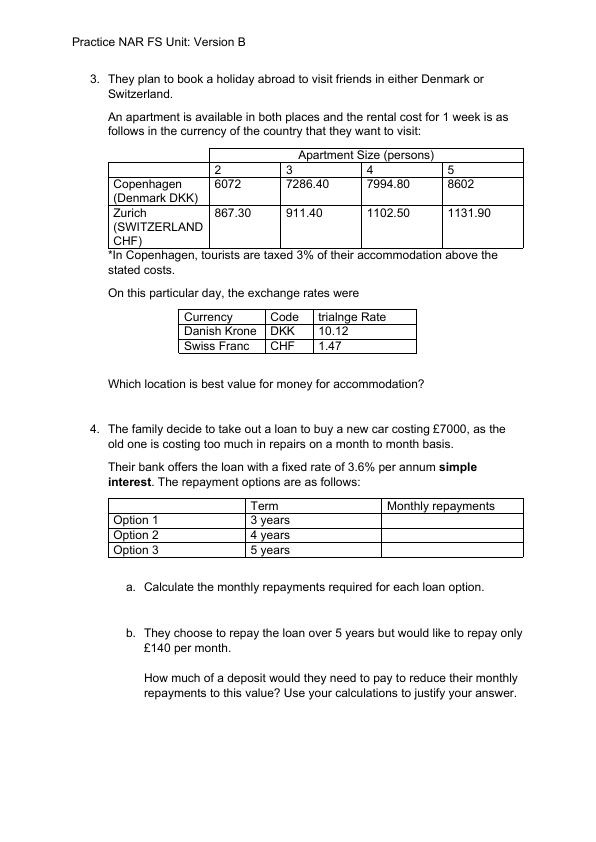 Practice NAR FS Unit: Version B
3. They plan to book a holiday abroad to visit friends in either Denmark or
Switzerland.
An apartment is available in both places and the rental cost for 1 week is as
follows in the currency of the country that they want to visit:
Apartment Size (persons)
2 3 4 5
Copenhagen 6072 7286.40 7994.80 8602
(Denmark DKK)
Zurich 867.30 911.40 1102.50 1131.90
(SWITZERLAND
CHF)
*In Copenhagen, tourists are taxed 3% of their accommodation above the
stated costs.
On this particular day, the exchange rates were
Currency Code trialnge Rate
Danish Krone DKK 10.12
Swiss Franc CHF 1.47
Which location is best value for money for accommodation?
4. The family decide to take out a loan to buy a new car costing £7000, as the
old one is costing too much in repairs on a month to month basis.
Their bank offers the loan with a fixed rate of 3.6% per annum simple
interest. The repayment options are as follows:
Term Monthly repayments
Option 1 3 years
Option 2 4 years
Option 3 5 years
a. Calculate the monthly repayments required for each loan option.
b. They choose to repay the loan over 5 years but would like to repay only
£140 per month.
How much of a deposit would they need to pay to reduce their monthly
repayments to this value? Use your calculations to justify your answer.